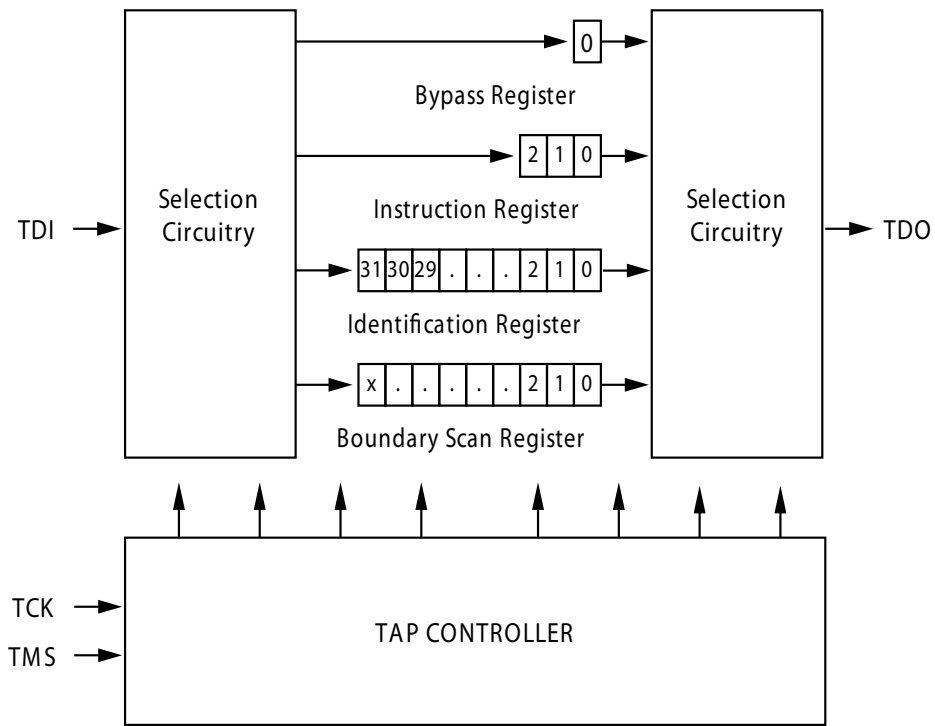 0
Bypass Register
2 1 0
Selection
Circuitry
Instruction Register
Selection
Circuitry
TDI
TDO
31 30 29 . . . 2 1 0
Identification Register
x . . . . . 2 1 0
Boundary Scan Register
TCK
TMS
TAP CONTROLLER